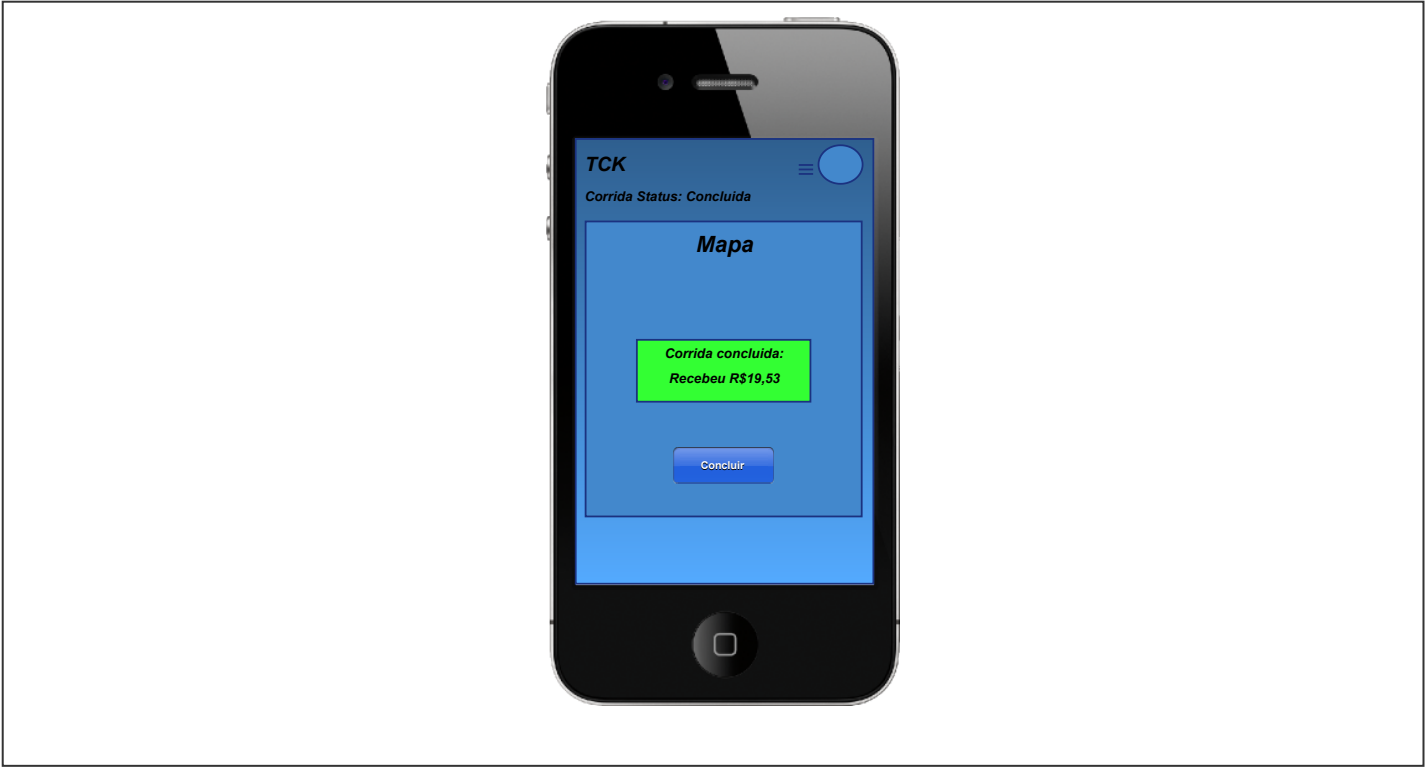 TCK
Corrida Status: Concluida
Mapa
Corrida concluida:
Recebeu R$19,53
Concluir